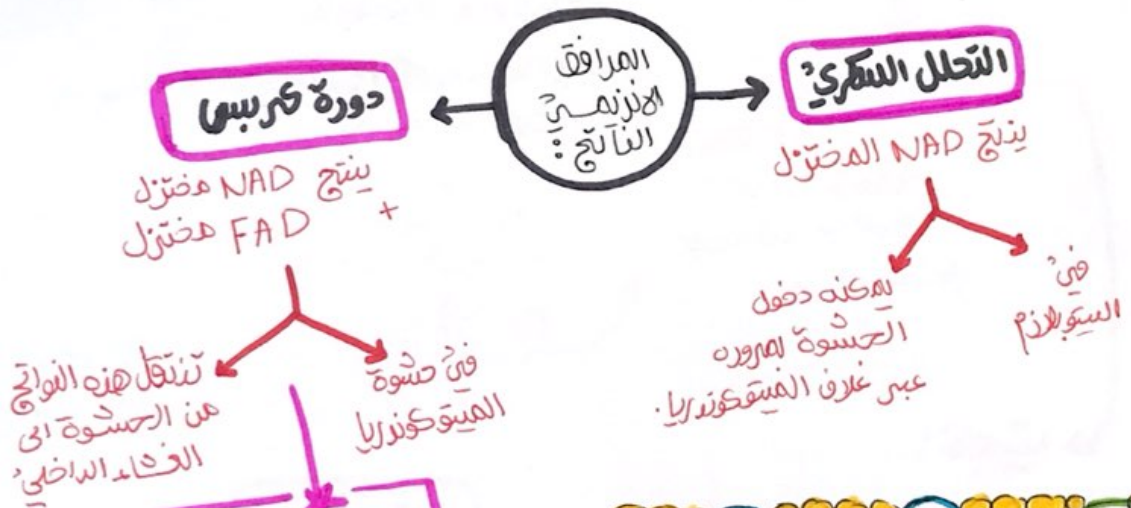 المرافق
الانزيمي
الناتج:
التحلل السكري
ينتج NAD المختزل
في
السيتوبلازم
يمكنه دخول
الحشوة لمروره
عبر غلاف الميتوكوندريا.
دورة كربس
ينتج NAD مختزل
+
FAD مختزل
في حشوة
الميتوكوندريا
تنتقل هذه النواتج
من الحشوة الى
الغشاء الداخلي